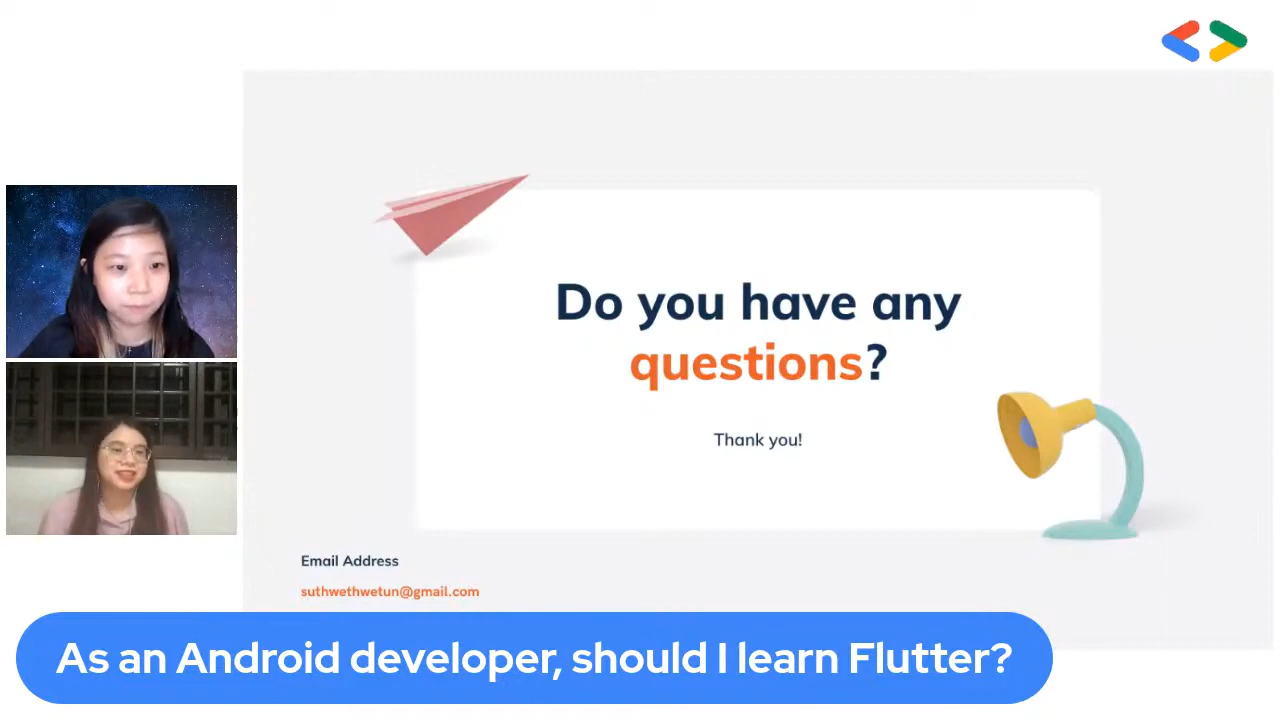 Do you have any
questions?
Thank you!
Email Address
suthwethwetun@gmail.com
As an Android developer, should I learn Flutter?